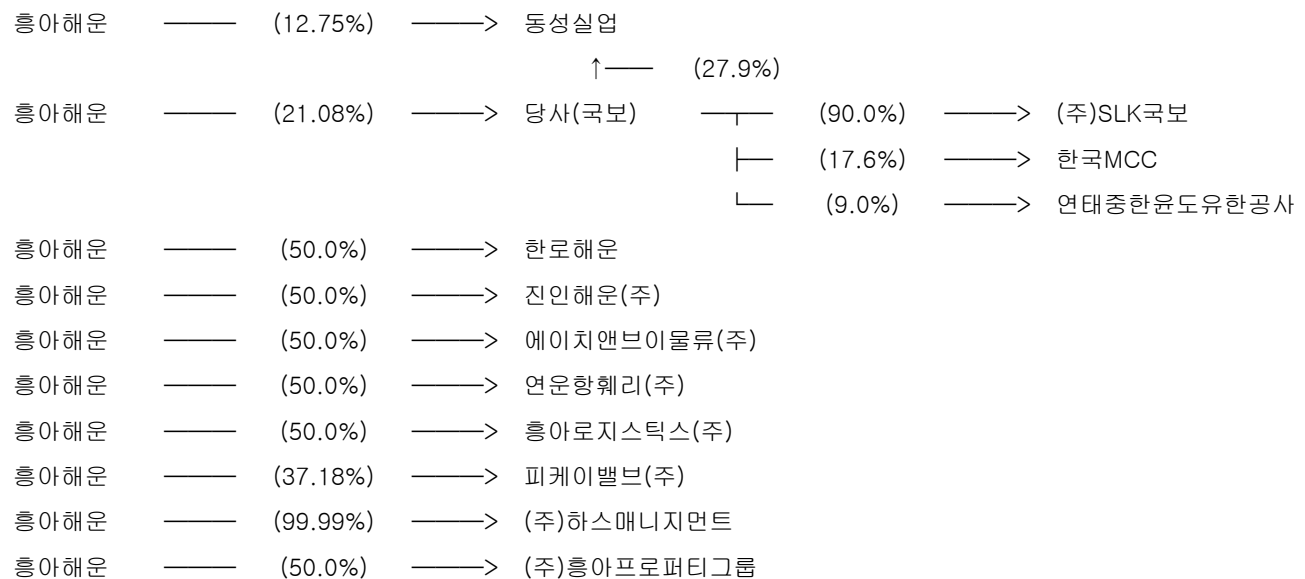 흥아해운 ─── (12.75%) ───> 동성실업
↑── (27.9%)
흥아해운 ─── (21.08%) ───> 당사(국보) ─┬─ (90.0%) ───> (주)SLK국보
├─ (17.6%) ───> 한국MCC
└─ (9.0%) ───> 연태중한윤도유한공사
흥아해운 ─── (50.0%) ───> 한로해운
흥아해운 ─── (50.0%) ───> 진인해운(주)
흥아해운 ─── (50.0%) ───> 에이치앤브이물류(주)
흥아해운 ─── (50.0%) ───> 연운항훼리(주)
흥아해운 ─── (50.0%) ───> 흥아로지스틱스(주)
흥아해운 ─── (37.18%) ───> 피케이밸브(주)
흥아해운 ─── (99.99%) ───> (주)하스매니지먼트
흥아해운 ─── (50.0%) ───> (주)흥아프로퍼티그룹